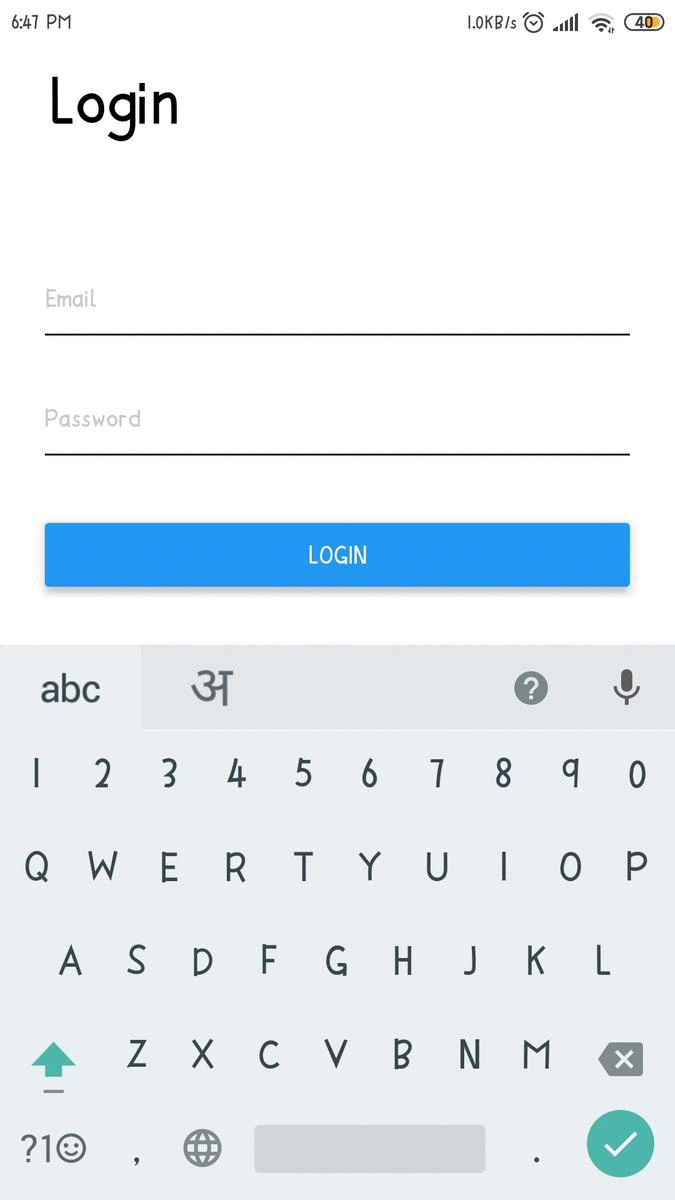 6:47 PM 1.0KB/s 40
Login
Email
Password
LOGIN
abc अ ?
1 2 3 4 5 6 7 8 9 0
Q W E R T Y U I O P
A S D F G H J K L
Z X C V B N M
?1☺ , .